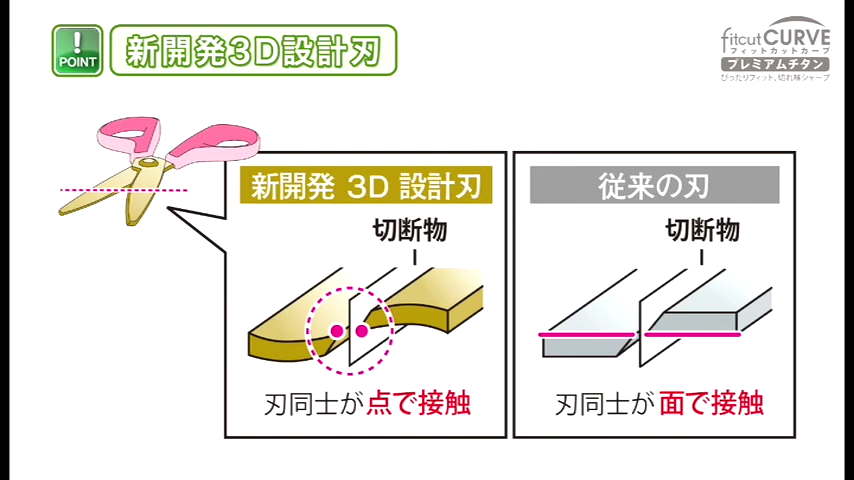 !
POINT
新開発3D設計刃
fitcutCURVE
フィットカットカーブ
プレミアムチタン
ぴったりフィット、切れ味シャープ
新開発 3D 設計刃
切断物
刃同士が点で接触
従来の刃
切断物
刃同士が面で接触